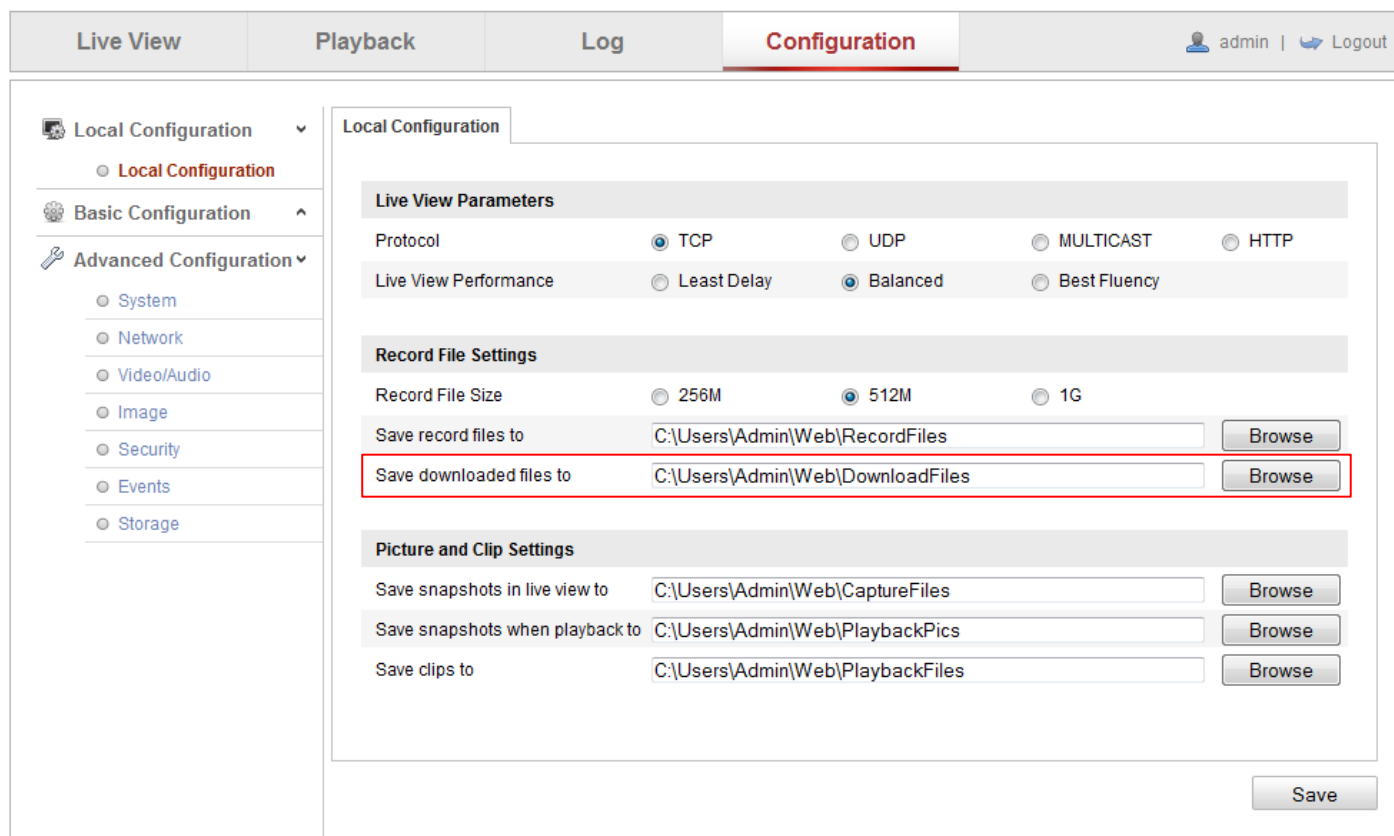 Live View Playback Log Configuration admin | Logout
Local Configuration
Local Configuration
Basic Configuration
Advanced Configuration
System
Network
Video/Audio
Image
Security
Events
Storage
Local Configuration
Live View Parameters
Protocol TCP UDP MULTICAST HTTP
Live View Performance Least Delay Balanced Best Fluency
Record File Settings
Record File Size 256M 512M 1G
Save record files to C:\Users\Admin\Web\RecordFiles Browse
Save downloaded files to C:\Users\Admin\Web\DownloadFiles Browse
Picture and Clip Settings
Save snapshots in live view to C:\Users\Admin\Web\CaptureFiles Browse
Save snapshots when playback to C:\Users\Admin\Web\PlaybackPics Browse
Save clips to C:\Users\Admin\Web\PlaybackFiles Browse
Save